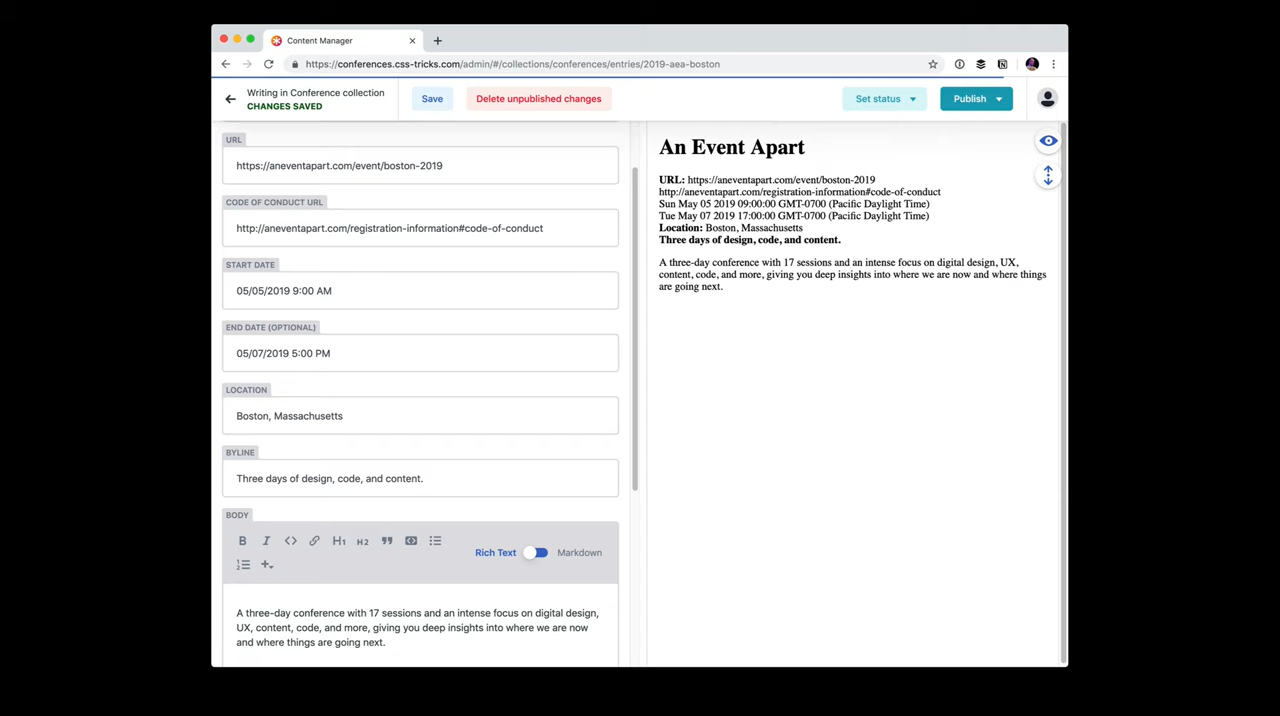 Content Manager
https://conferences.css-tricks.com/admin/#/collections/conferences/entries/2019-aea-boston
Writing in Conference collection
CHANGES SAVED
Save
Delete unpublished changes
Set status
Publish
URL
https://aneventapart.com/event/boston-2019
CODE OF CONDUCT URL
http://aneventapart.com/registration-information#code-of-conduct
START DATE
05/05/2019 9:00 AM
END DATE (OPTIONAL)
05/07/2019 5:00 PM
LOCATION
Boston, Massachusetts
BYLINE
Three days of design, code, and content.
BODY
B I <> H1 H2
Rich Text
Markdown
A three-day conference with 17 sessions and an intense focus on digital design,
UX, content, code, and more, giving you deep insights into where we are now
and where things are going next.
An Event Apart
URL: https://aneventapart.com/event/boston-2019
http://aneventapart.com/registration-information#code-of-conduct
Sun May 05 2019 09:00:00 GMT-0700 (Pacific Daylight Time)
Tue May 07 2019 17:00:00 GMT-0700 (Pacific Daylight Time)
Location: Boston, Massachusetts
Three days of design, code, and content.
A three-day conference with 17 sessions and an intense focus on digital design, UX,
content, code, and more, giving you deep insights into where we are now and where things
are going next.